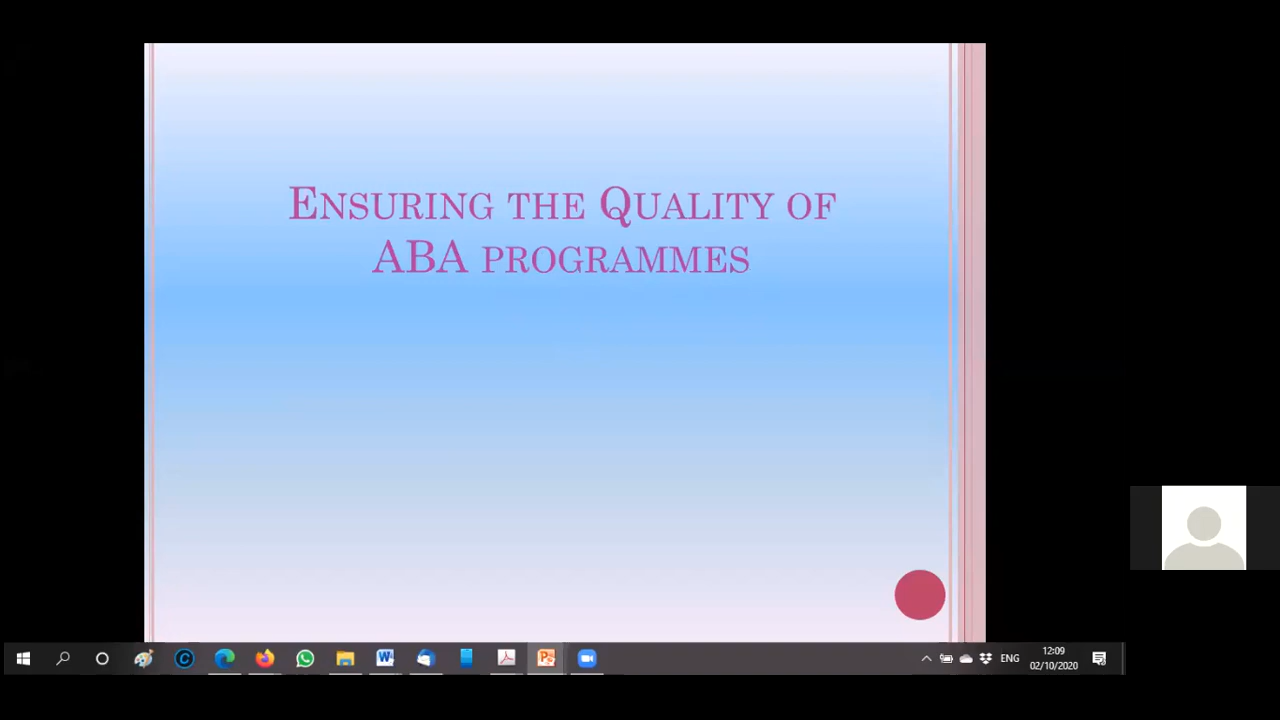 Ensuring the Quality of
ABA programmes
ENG
12:09
02/10/2020